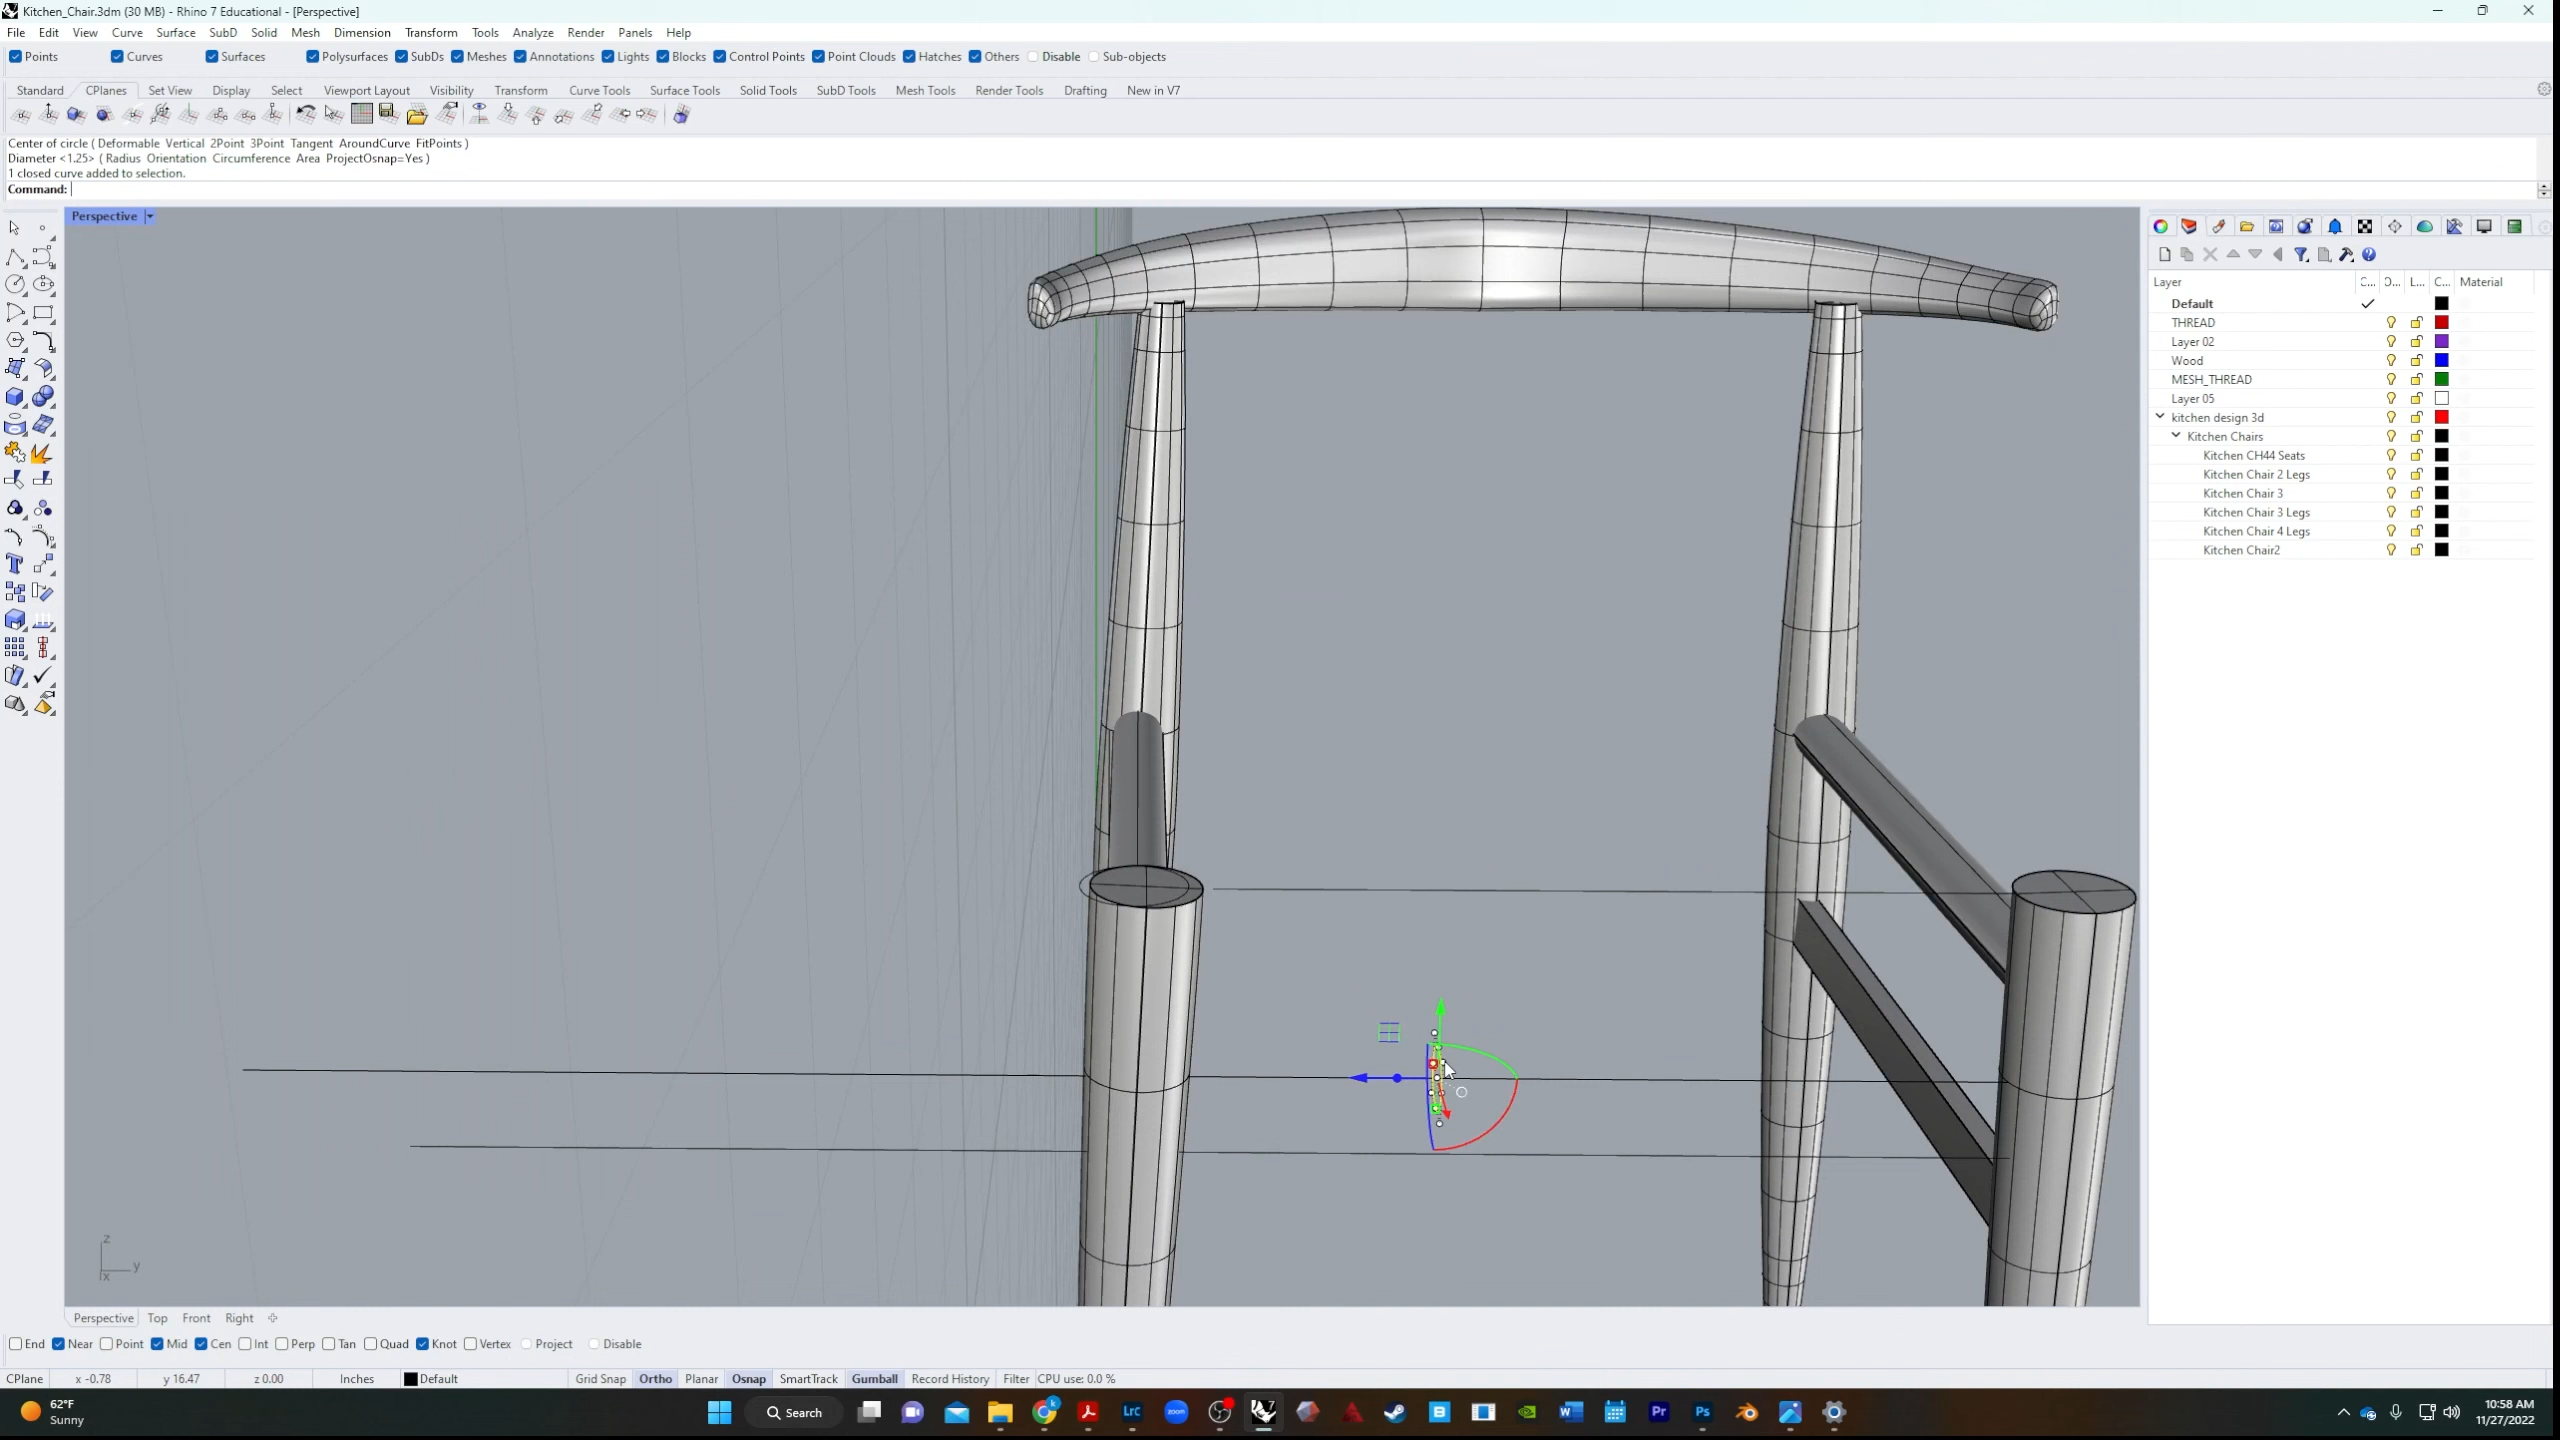 Kitchen_Chair.3dm (30 MB) - Rhino 7 Educational - [Perspective]
File Edit View Curve Surface SubD Solid Mesh Dimension Transform Tools Analyze Render Panels Help
Points Curves Surfaces Polysurfaces SubDs Meshes Annotations Lights Blocks Control Points Point Clouds Hatches Others Disable Sub-objects
Standard CPlanes Set View Display Select Viewport Layout Visibility Transform Curve Tools Surface Tools Solid Tools SubD Tools Mesh Tools Render Tools Drafting New in V7
Center of circle ( Deformable Vertical 2Point 3Point Tangent AroundCurve FitPoints )
Diameter <1.25> ( Radius Orientation Circumference Area ProjectOsnap=Yes )
1 closed curve added to selection.
Command:
Perspective
Layer C... O... L... C... Material
Default
THREAD
Layer 02
Wood
MESH_THREAD
Layer 05
kitchen design 3d
Kitchen Chairs
Kitchen CH44 Seats
Kitchen Chair 2 Legs
Kitchen Chair 3
Kitchen Chair 3 Legs
Kitchen Chair 4 Legs
Kitchen Chair2
z
y
x
Perspective Top Front Right
End Near Point Mid Cen Int Perp Tan Quad Knot Vertex Project Disable
CPlane x -0.78 y 16.47 z 0.00 Inches Default Grid Snap Ortho Planar Osnap SmartTrack Gumball Record History Filter CPU use: 0.0 %
62°F
Sunny
Search
LrC
zoom
7
B
W
Pr
Ps
10:58 AM
11/27/2022